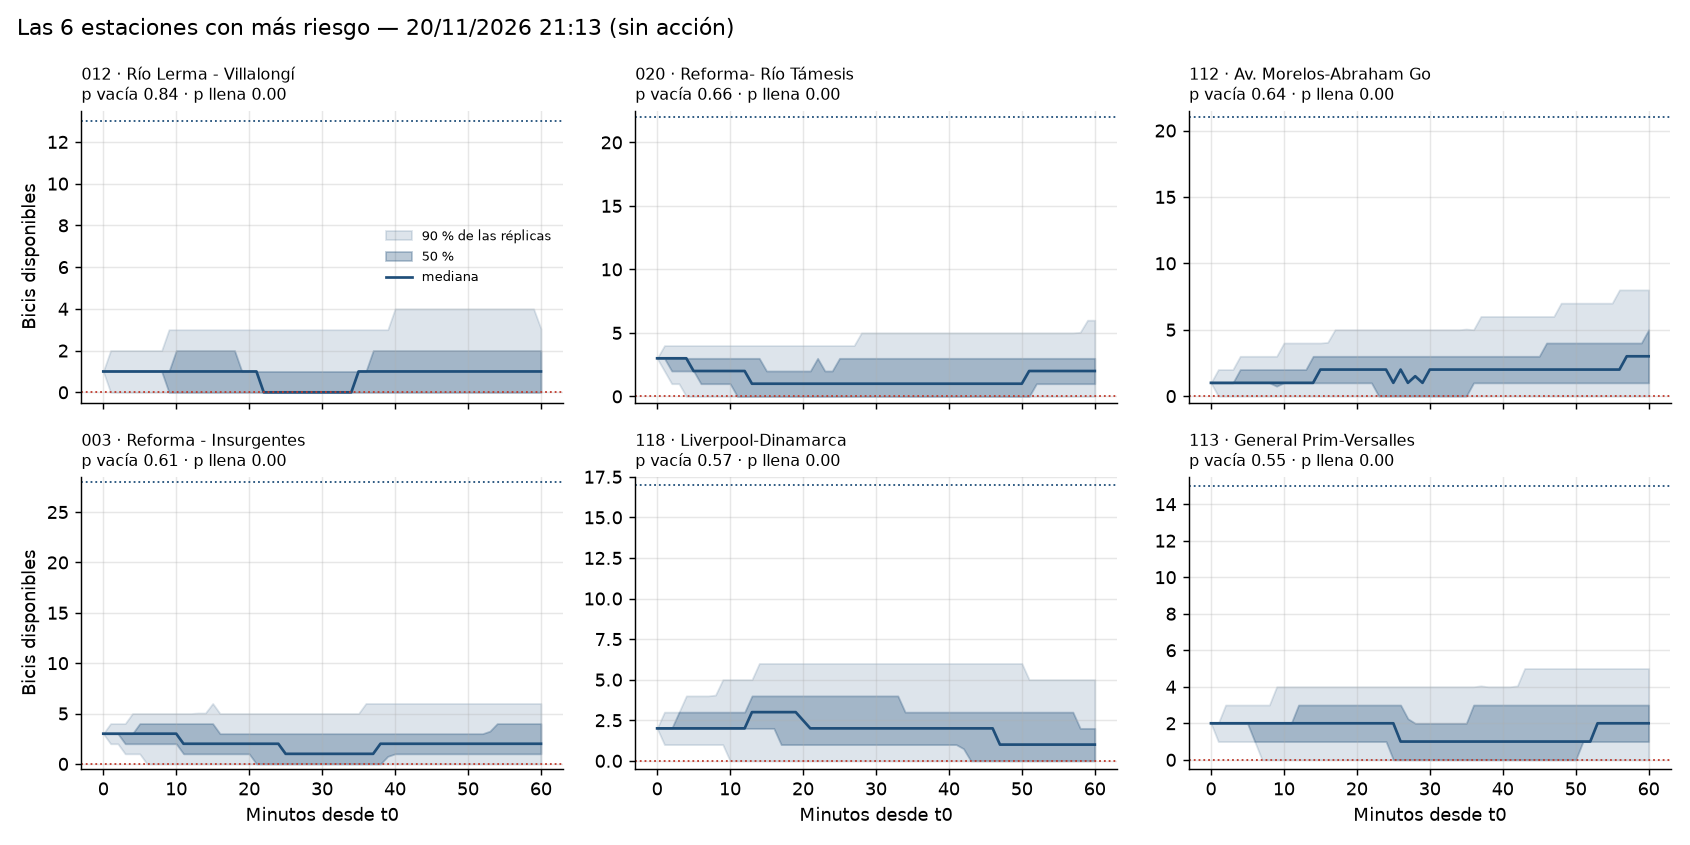 Las 6 estaciones con más riesgo — 20/11/2026 21:13 (sin acción)
012 · Río Lerma - Villalongí
p vacía 0.84 · p llena 0.00
020 · Reforma- Río Támesis
p vacía 0.66 · p llena 0.00
112 · Av. Morelos-Abraham Go
p vacía 0.64 · p llena 0.00
Bicis disponibles
12
10
8
6
4
2
0
90 % de las réplicas
50 %
mediana
20
15
10
5
0
20
15
10
5
0
003 · Reforma - Insurgentes
p vacía 0.61 · p llena 0.00
118 · Liverpool-Dinamarca
p vacía 0.57 · p llena 0.00
113 · General Prim-Versalles
p vacía 0.55 · p llena 0.00
Bicis disponibles
25
20
15
10
5
0
0 10 20 30 40 50 60
Minutos desde t0
17.5
15.0
12.5
10.0
7.5
5.0
2.5
0.0
0 10 20 30 40 50 60
Minutos desde t0
14
12
10
8
6
4
2
0
0 10 20 30 40 50 60
Minutos desde t0